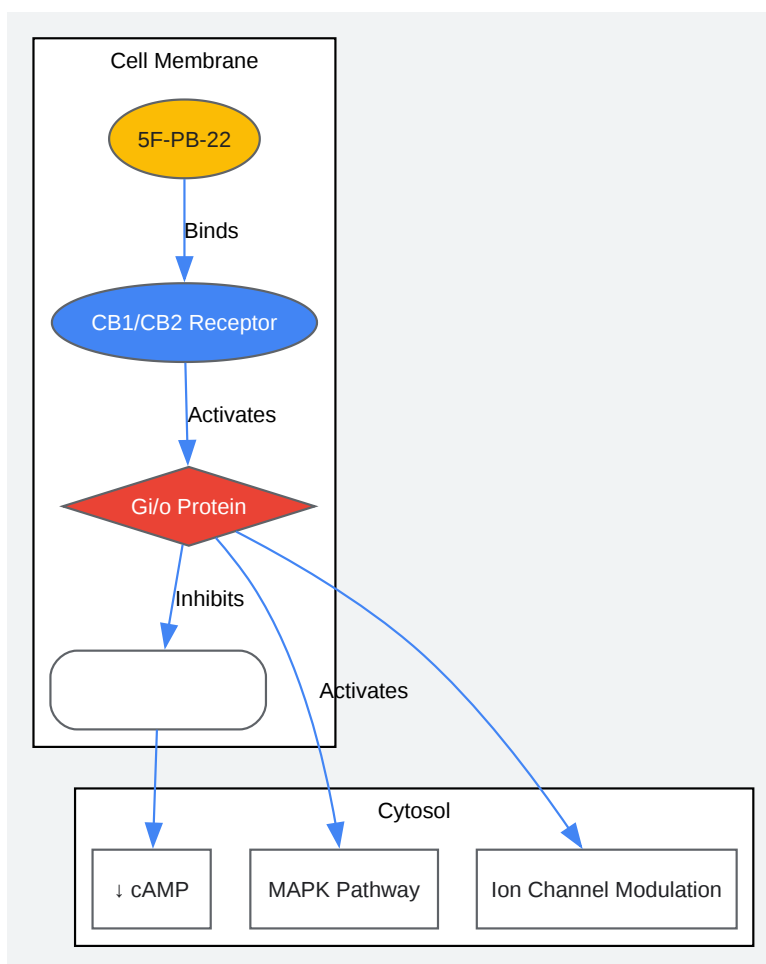 Cell Membrane
5F-PB-22
Binds
CB1/CB2 Receptor
Activates
Gi/o Protein
Inhibits
Activates
Cytosol
↓ cAMP
MAPK Pathway
Ion Channel Modulation